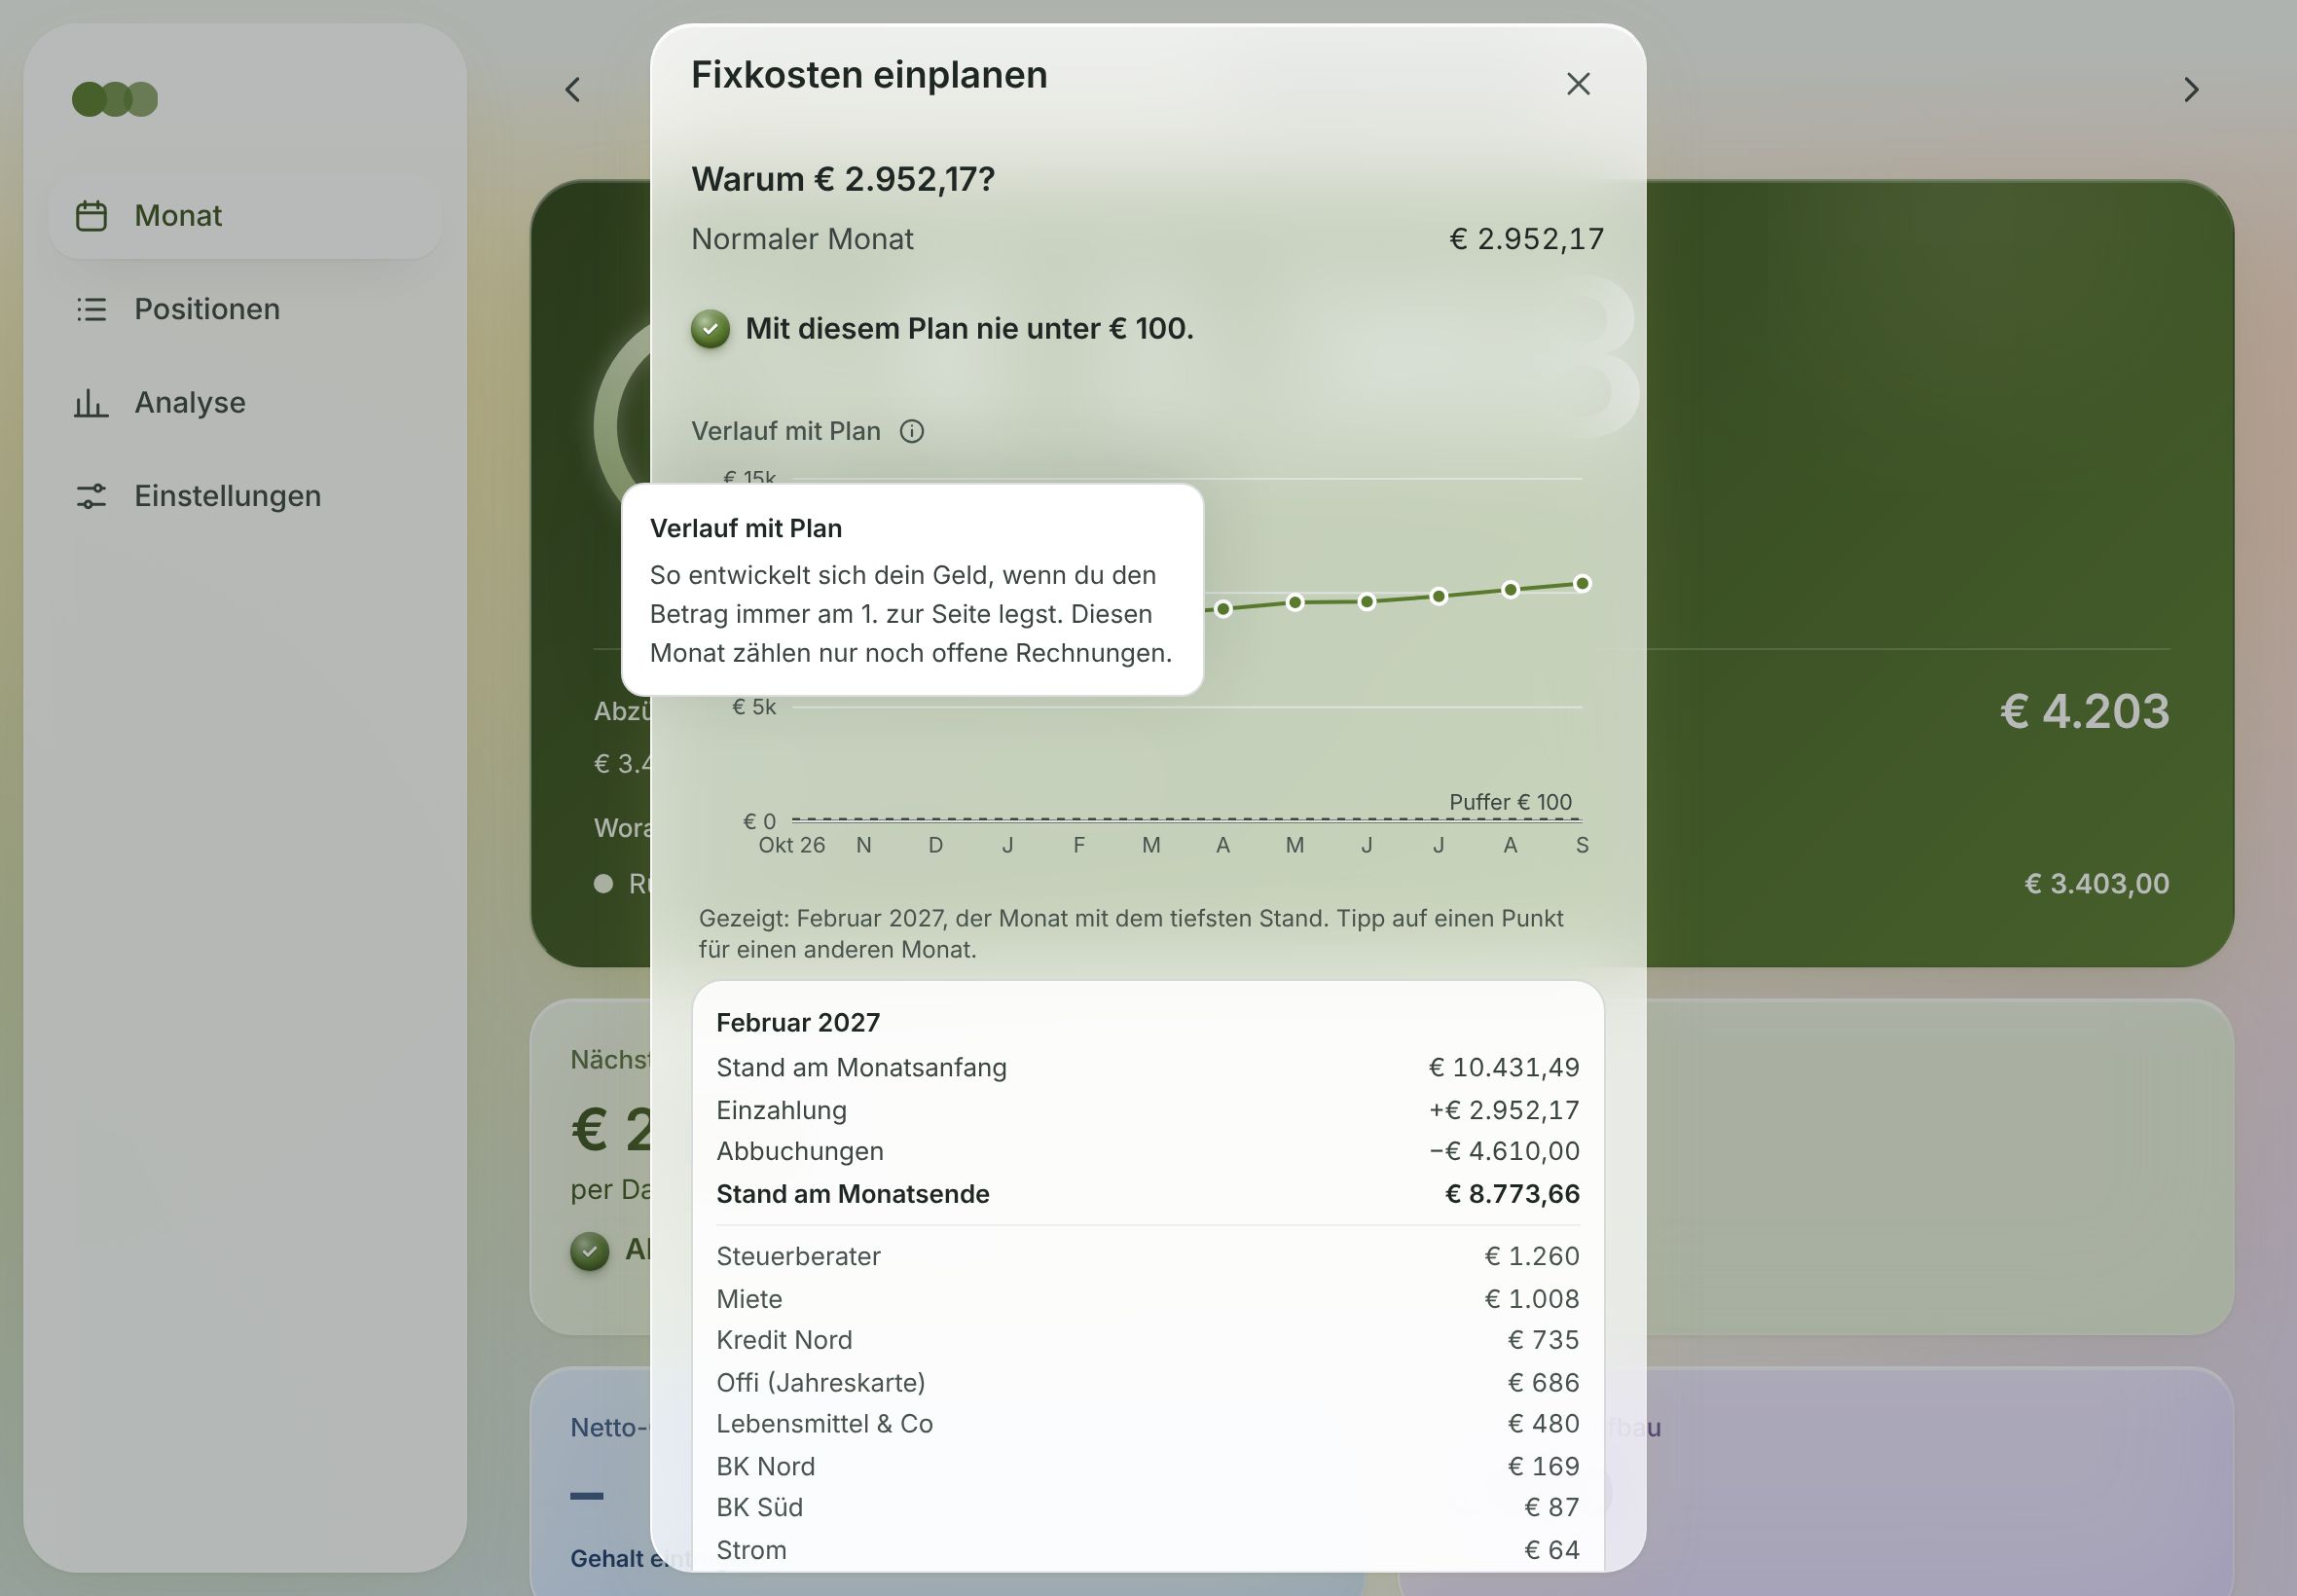 Monat
Positionen
Analyse
Einstellungen
Fixkosten einplanen
Warum € 2.952,17?
Normaler Monat € 2.952,17
Mit diesem Plan nie unter € 100.
Verlauf mit Plan
€ 15k
Verlauf mit Plan
So entwickelt sich dein Geld, wenn du den
Betrag immer am 1. zur Seite legst. Diesen
Monat zählen nur noch offene Rechnungen.
€ 5k
Puffer € 100
€ 0
Okt 26 N D J F M A M J J A S
Gezeigt: Februar 2027, der Monat mit dem tiefsten Stand. Tipp auf einen Punkt
für einen anderen Monat.
Februar 2027
Stand am Monatsanfang € 10.431,49
Einzahlung +€ 2.952,17
Abbuchungen −€ 4.610,00
Stand am Monatsende € 8.773,66
Steuerberater € 1.260
Miete € 1.008
Kredit Nord € 735
Offi (Jahreskarte) € 686
Lebensmittel & Co € 480
BK Nord € 169
BK Süd € 87
Strom € 64
€ 4.203
€ 3.403,00
per
Gehalt